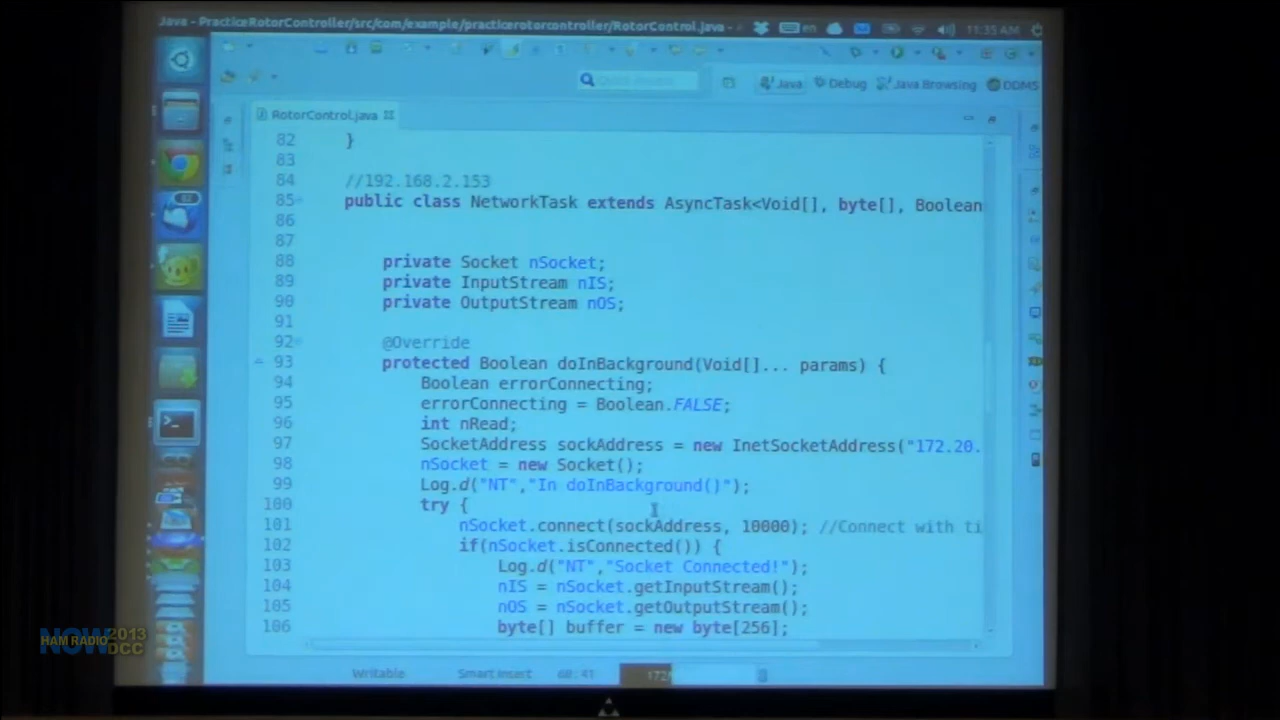 Java - PracticeRotorController/src/com/example/practicerotorcontroller/RotorControl.java -
en
11:35 AM
Java
Debug
Java Browsing
DDMS
RotorControl.java
82 }
83
84 //192.168.2.153
85 public class NetworkTask extends AsyncTask<Void[], byte[], Boolean
86
87
88 private Socket nSocket;
89 private InputStream nIS;
90 private OutputStream nOS;
91
92 @Override
93 protected Boolean doInBackground(Void[]... params) {
94 Boolean errorConnecting;
95 errorConnecting = Boolean.FALSE;
96 int nRead;
97 SocketAddress sockAddress = new InetSocketAddress("172.20.
98 nSocket = new Socket();
99 Log.d("NT","In doInBackground()");
100 try {
101 nSocket.connect(sockAddress, 10000); //Connect with ti
102 if(nSocket.isConnected()) {
103 Log.d("NT","Socket Connected!");
104 nIS = nSocket.getInputStream();
105 nOS = nSocket.getOutputStream();
106 byte[] buffer = new byte[256];
Writable
Smart Insert
68:41
HAM RADIO
NOW
2013
DCC